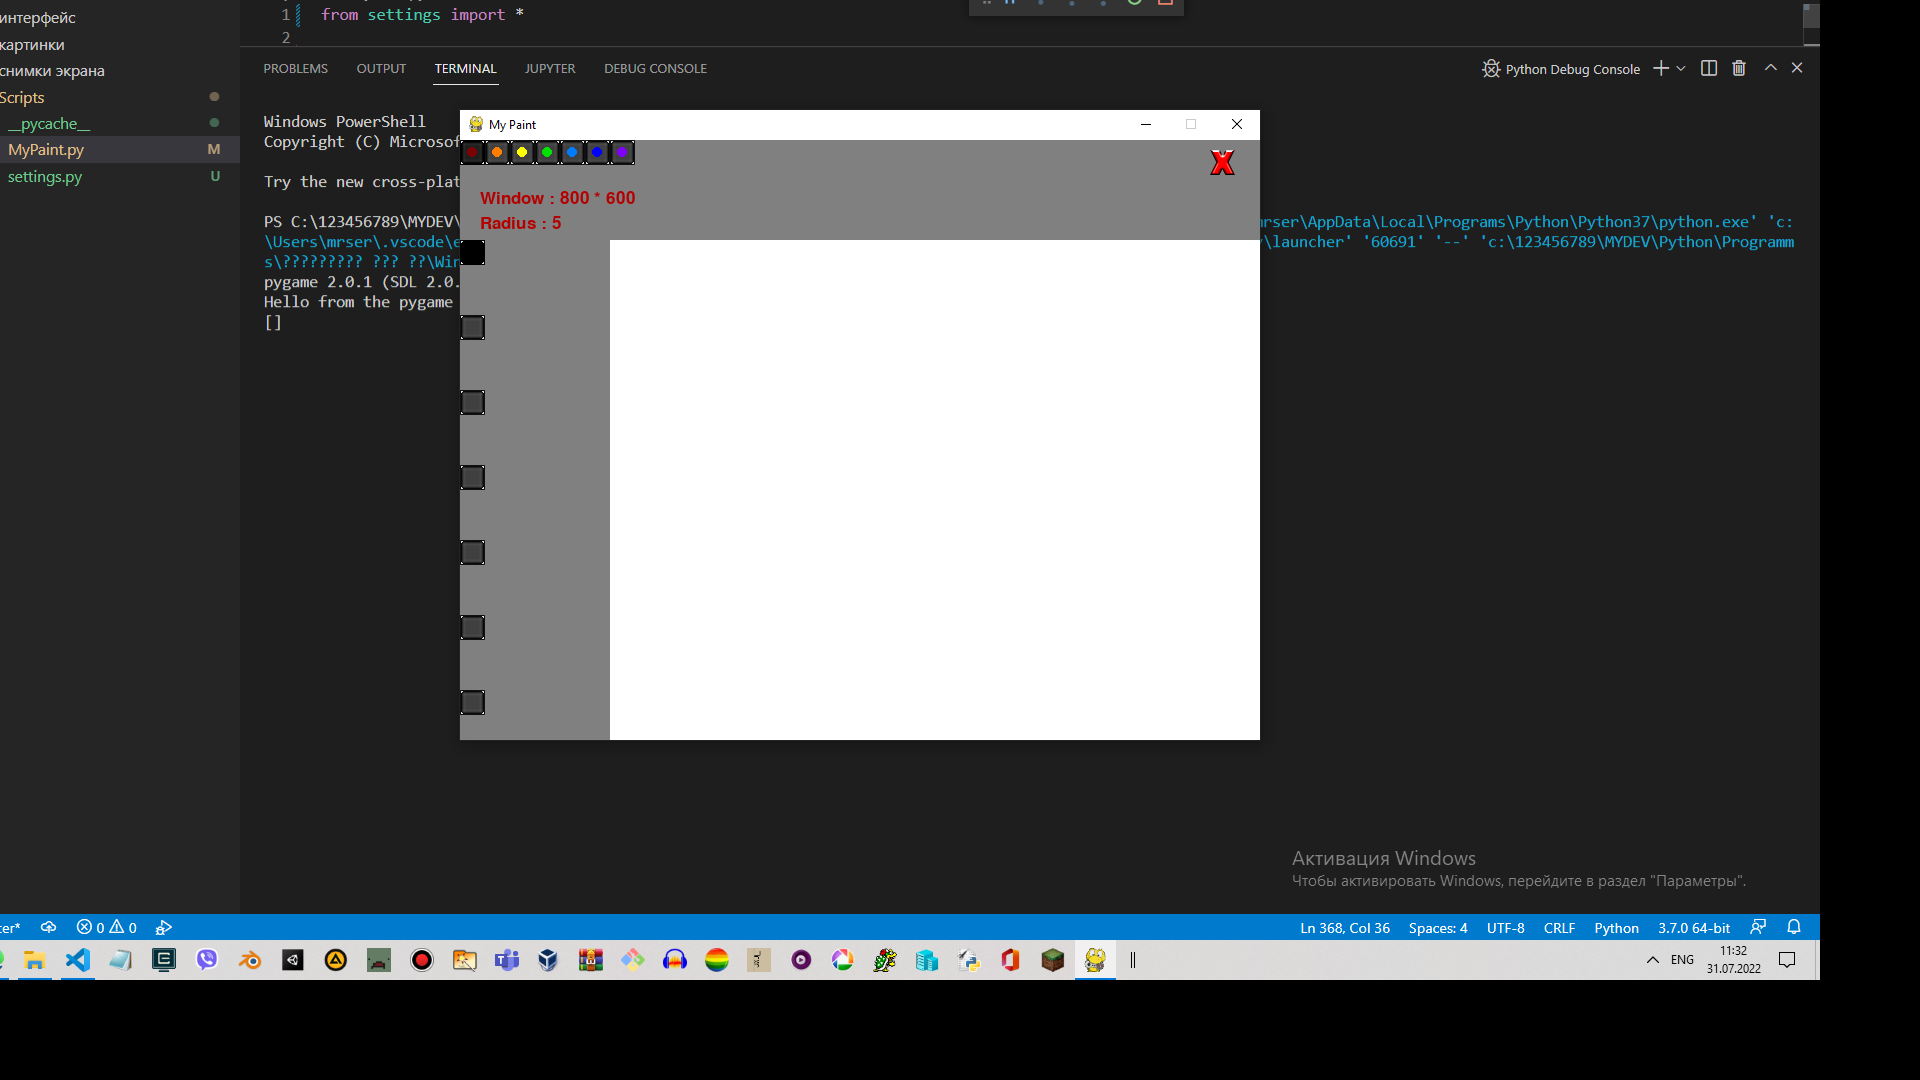 интерфейс
картинки
снимки экрана
Scripts
__pycache__
MyPaint.py M
settings.py U
1 from settings import *
2
PROBLEMS OUTPUT TERMINAL JUPYTER DEBUG CONSOLE
Python Debug Console
Windows PowerShell
Copyright (C) Microsof
Try the new cross-plat
PS C:\123456789\MYDEV\ rser\AppData\Local\Programs\Python\Python37\python.exe' 'c:
\Users\mrser\.vscode\e \launcher' '60691' '--' 'c:\123456789\MYDEV\Python\Programm
s\????????? ??? ??\Win
pygame 2.0.1 (SDL 2.0.
Hello from the pygame
[]
My Paint
X
Window : 800 * 600
Radius : 5
Активация Windows
Чтобы активировать Windows, перейдите в раздел "Параметры".
er* 0 0
Ln 368, Col 36 Spaces: 4 UTF-8 CRLF Python 3.7.0 64-bit
ENG
11:32
31.07.2022